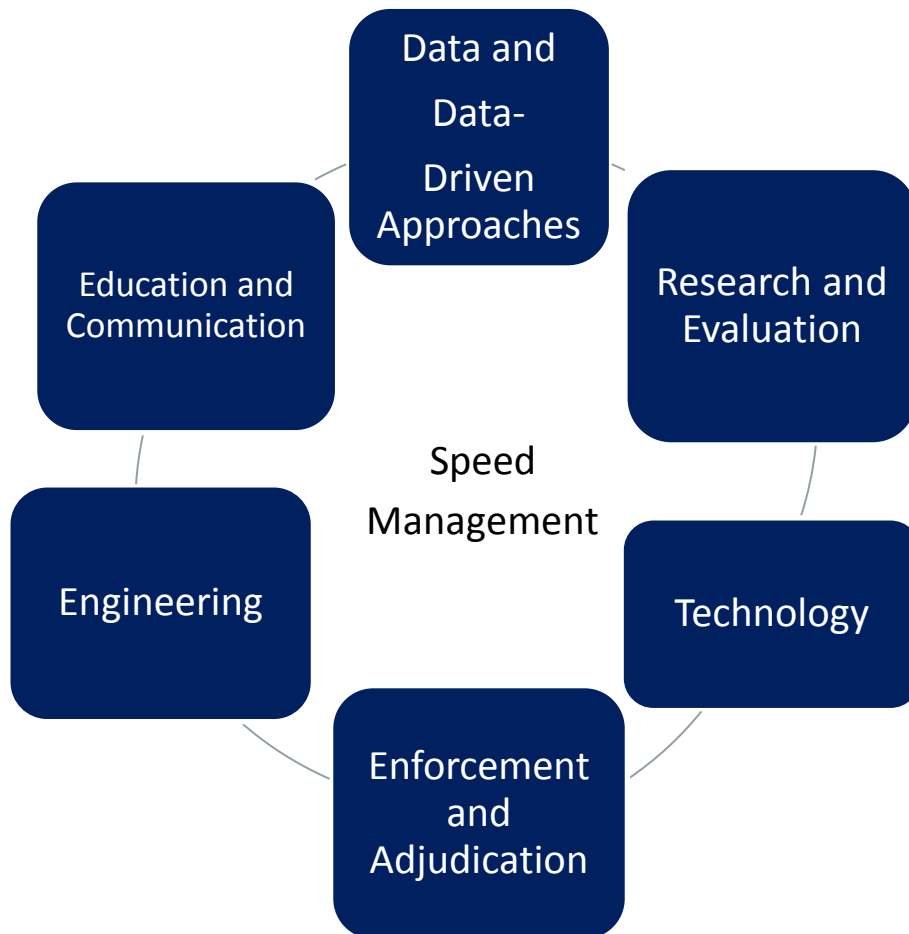 Data and
Data-
Driven
Approaches
Research and
Evaluation
Technology
Enforcement
and
Adjudication
Engineering
Education and
Communication
Speed
Management